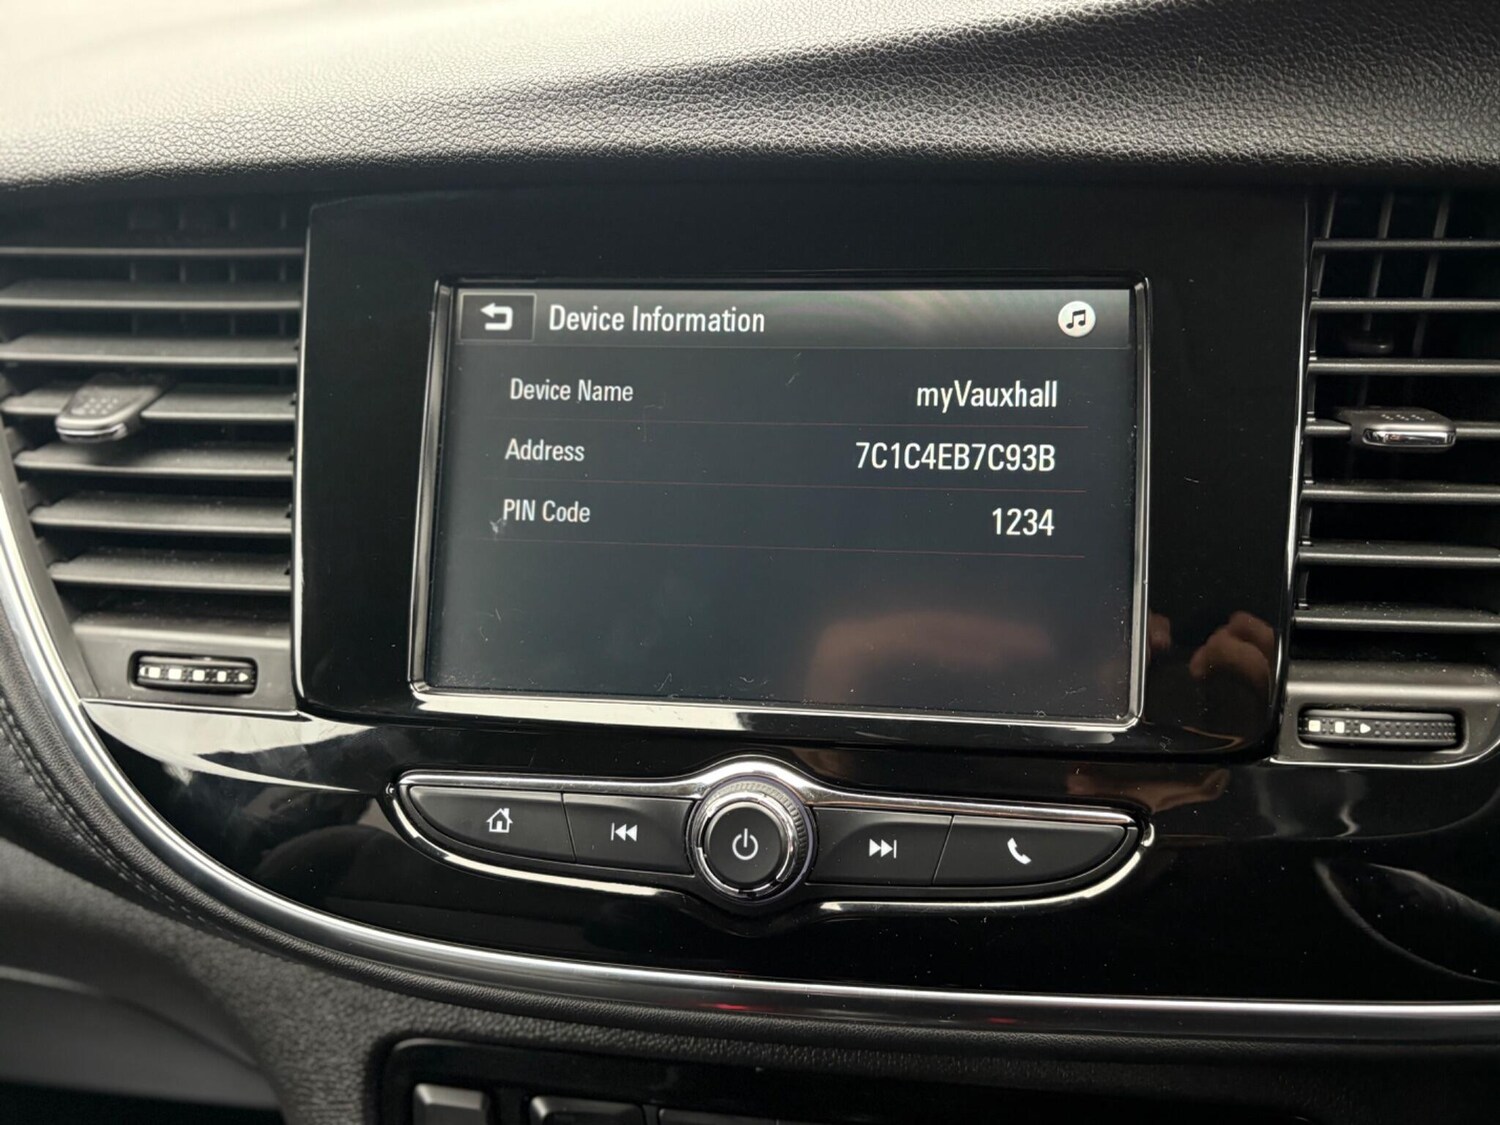 Device Information
Device Name myVauxhall
Address 7C1C4EB7C93B
PIN Code 1234